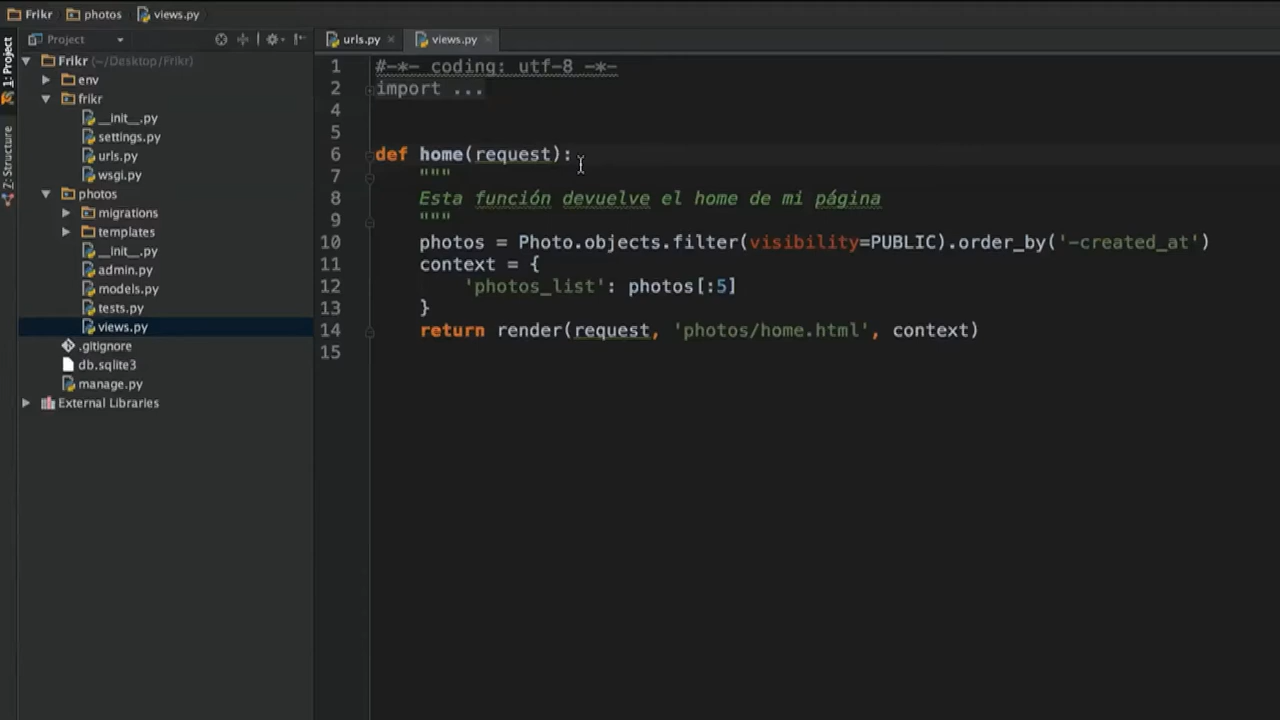 Frikr photos views.py
1: Project
Z: Structure
Project
Frikr (~/Desktop/Frikr)
env
frikr
__init__.py
settings.py
urls.py
wsgi.py
photos
migrations
templates
__init__.py
admin.py
models.py
tests.py
views.py
.gitignore
db.sqlite3
manage.py
External Libraries
urls.py views.py
1 #-*- coding: utf-8 -*-
2 import ...
4
5
6 def home(request):
7 """
8 Esta función devuelve el home de mi página
9 """
10 photos = Photo.objects.filter(visibility=PUBLIC).order_by('-created_at')
11 context = {
12 'photos_list': photos[:5]
13 }
14 return render(request, 'photos/home.html', context)
15